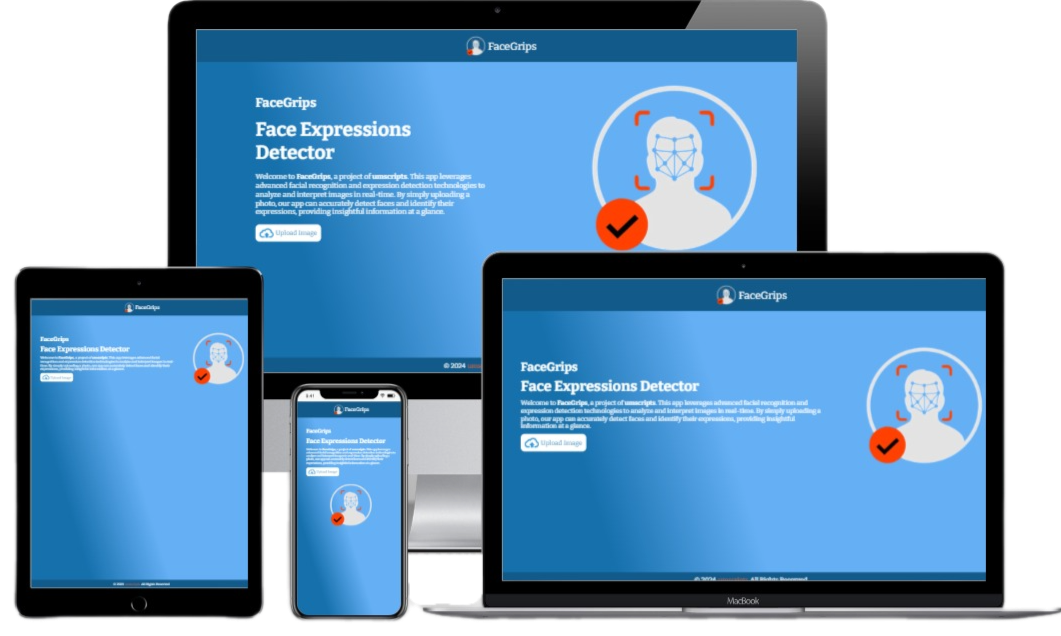 FaceGrips
FaceGrips
Face Expressions
Detector
Welcome to FaceGrips, a project of umscripts. This app leverages
advanced facial recognition and expression detection technologies to
analyze and interpret images in real-time. By simply uploading a
photo, our app can accurately detect faces and identify their
expressions, providing insightful information at a glance.
Upload Image
© 2024
FaceGrips
FaceGrips
Face Expressions Detector
Upload Image
© 2024 All Rights Reserved
9:41
FaceGrips
FaceGrips
Face Expressions Detector
Upload Image
FaceGrips
FaceGrips
Face Expressions Detector
Welcome to FaceGrips, a project of umscripts. This app leverages advanced facial recognition and
expression detection technologies to analyze and interpret images in real-time. By simply uploading a
photo, our app can accurately detect faces and identify their expressions, providing insightful
information at a glance.
Upload Image
© 2024 All Rights Reserved
MacBook